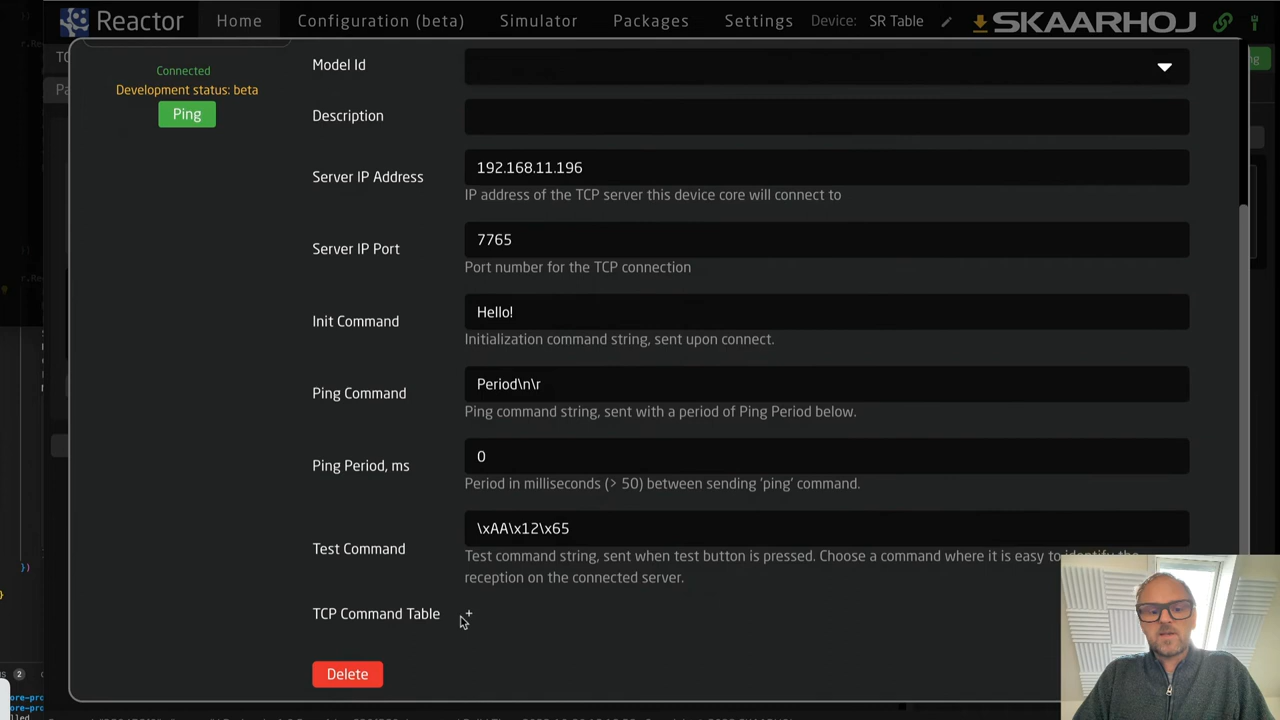 Reactor
Home
Configuration (beta)
Simulator
Packages
Settings
Device: SR Table
SKAARHOJ
Connected
Development status: beta
Ping
Model Id
Description
Server IP Address
192.168.11.196
IP address of the TCP server this device core will connect to
Server IP Port
7765
Port number for the TCP connection
Init Command
Hello!
Initialization command string, sent upon connect.
Ping Command
Period\n\r
Ping command string, sent with a period of Ping Period below.
Ping Period, ms
0
Period in milliseconds (> 50) between sending 'ping' command.
Test Command
\xAA\x12\x65
Test command string, sent when test button is pressed. Choose a command where it is easy to identify the
reception on the connected server.
TCP Command Table
+
Delete